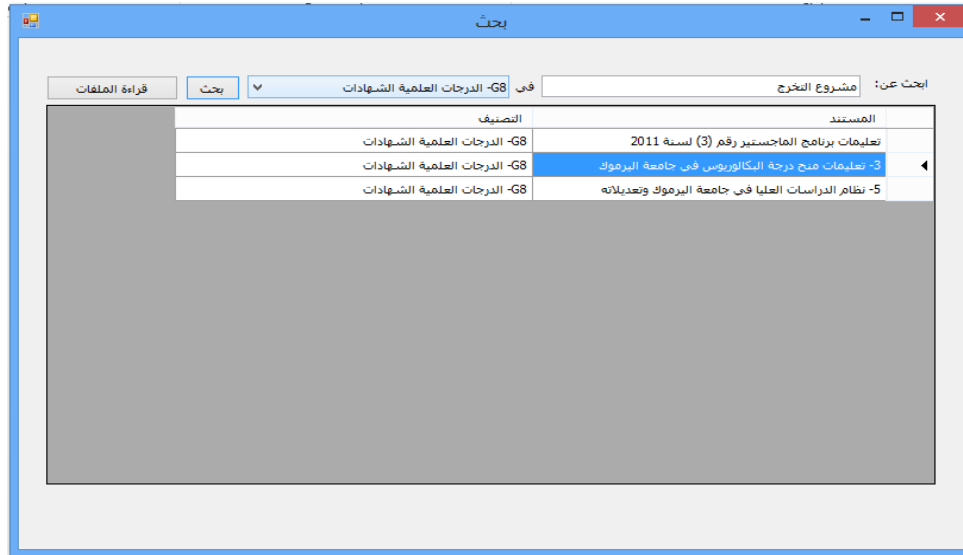 بحث
ابحث عن: مشروع التخرج في G8- الدرجات العلمية الشهادات بحث قراءة الملفات
المستند التصنيف
تعليمات برنامج الماجستير رقم (3) لسنة 2011 G8- الدرجات العلمية الشهادات
3- تعليمات منح درجة البكالوريوس في جامعة اليرموك G8- الدرجات العلمية الشهادات
5- نظام الدراسات العليا في جامعة اليرموك وتعديلاته G8- الدرجات العلمية الشهادات